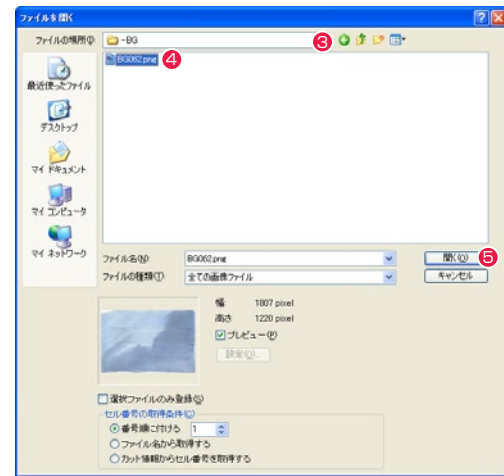 ファイルを開く
ファイルの場所(I):
-BG
3
BG062.png
4
最近使ったファイル
デスクトップ
マイ ドキュメント
マイ コンピュータ
マイ ネットワーク
ファイル名(N):
BG062.png
開く(O)
5
ファイルの種類(T):
全ての画像ファイル
キャンセル
幅 1807 pixel
高さ 1220 pixel
プレビュー(P)
設定(Q)...
選択ファイルのみ登録(S)
セル番号の取得条件(C)
番号順に付ける 1
ファイル名から取得する
カット情報からセル番号を取得する